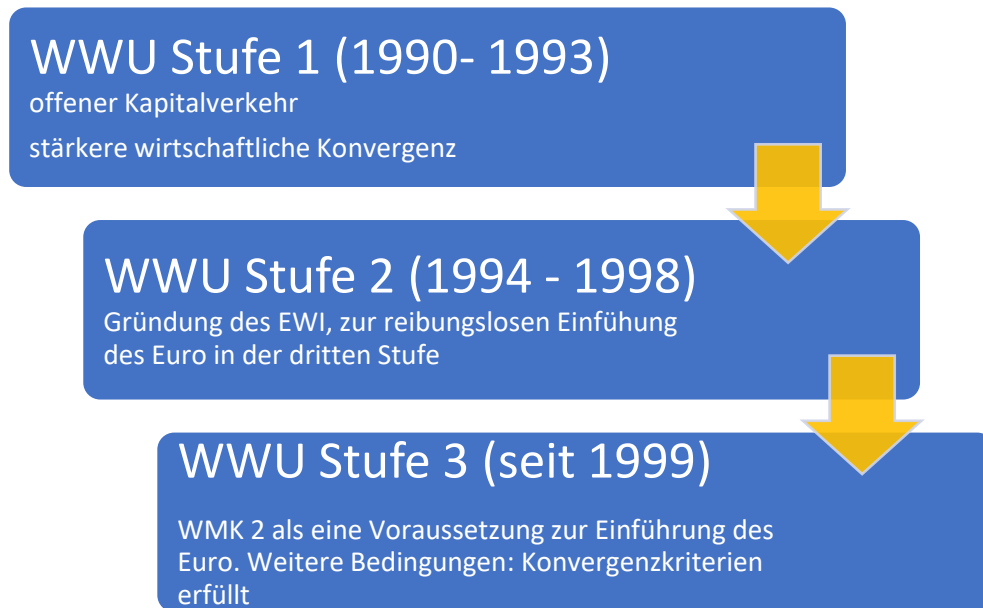 WWU Stufe 1 (1990- 1993)
offener Kapitalverkehr
stärkere wirtschaftliche Konvergenz
WWU Stufe 2 (1994 - 1998)
Gründung des EWI, zur reibungslosen Einfühung
des Euro in der dritten Stufe
WWU Stufe 3 (seit 1999)
WMK 2 als eine Voraussetzung zur Einführung des
Euro. Weitere Bedingungen: Konvergenzkriterien
erfüllt